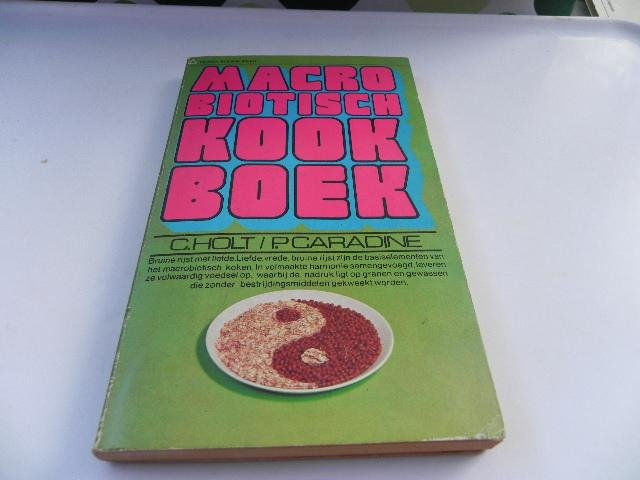 MACRO
BIOTISCH
KOOK
BOEK
C.HOLT / P.CARADINE
Bruine rijst met liefde. Liefde, vrede, bruine rijst zijn de basiselementen van
het macrobiotisch koken. In volmaakte harmonie samengevoegd, leveren
ze volwaardig voedsel op, waarbij de nadruk ligt op granen en gewassen
die zonder bestrijdingsmiddelen gekweekt worden.